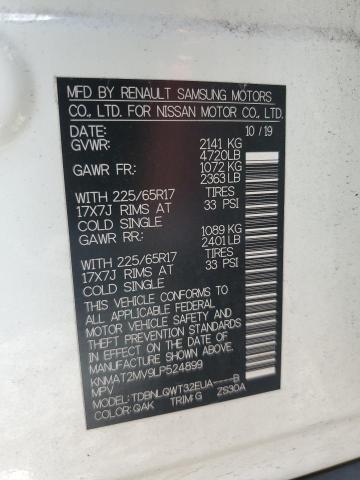 MFD BY RENAULT SAMSUNG MOTORS
CO., LTD. FOR NISSAN MOTOR CO., LTD.
DATE: 10 / 19
GVWR: 2141 KG
4720LB
GAWR FR: 1072 KG
2363LB
WITH 225/65R17 TIRES
17X7J RIMS AT 33 PSI
COLD SINGLE
GAWR RR: 1089 KG
2401LB
WITH 225/65R17 TIRES
17X7J RIMS AT 33 PSI
COLD SINGLE
THIS VEHICLE CONFORMS TO
ALL APPLICABLE FEDERAL
MOTOR VEHICLE SAFETY AND
THEFT PREVENTION STANDARDS
IN EFFECT ON THE DATE OF
MANUFACTURE SHOWN ABOVE.
KNMAT2MV9LP524899
MPV
MODEL: TDBNLQWT32EUA----B
COLOR: QAK TRIM: G ZS30A